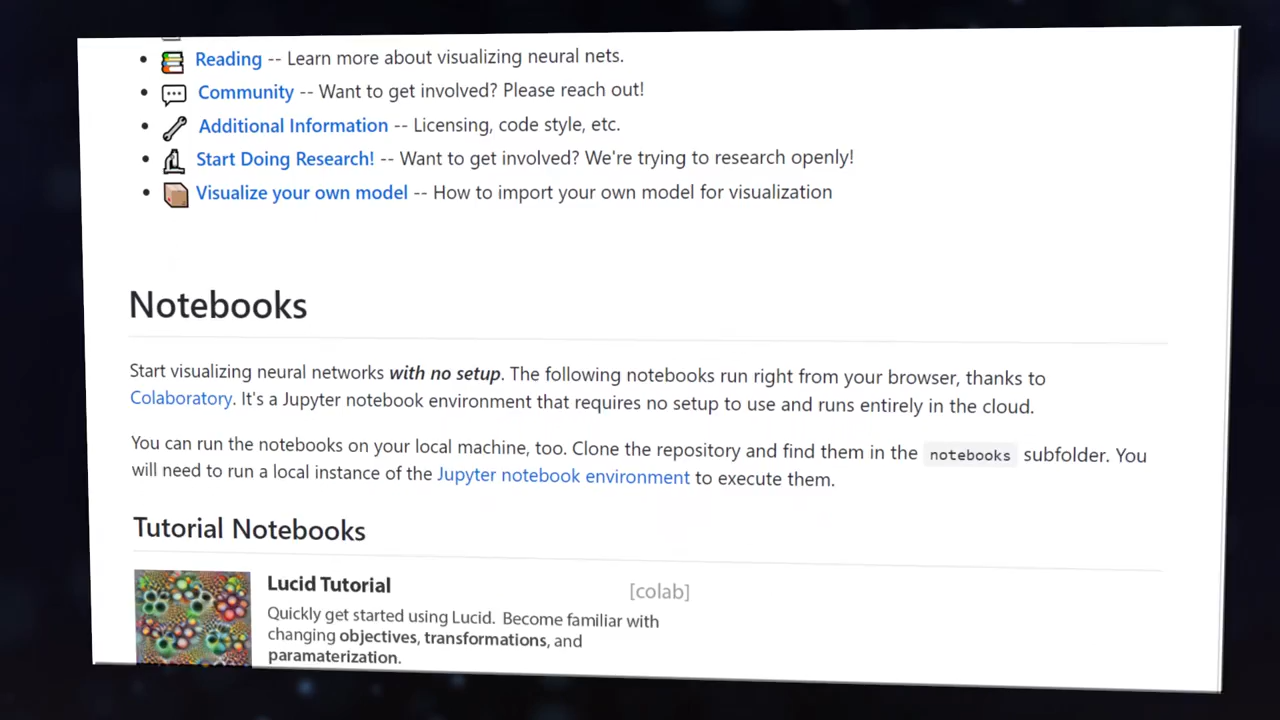 Reading -- Learn more about visualizing neural nets.
Community -- Want to get involved? Please reach out!
Additional Information -- Licensing, code style, etc.
Start Doing Research! -- Want to get involved? We're trying to research openly!
Visualize your own model -- How to import your own model for visualization
Notebooks
Start visualizing neural networks with no setup. The following notebooks run right from your browser, thanks to
Colaboratory. It's a Jupyter notebook environment that requires no setup to use and runs entirely in the cloud.
You can run the notebooks on your local machine, too. Clone the repository and find them in the notebooks subfolder. You
will need to run a local instance of the Jupyter notebook environment to execute them.
Tutorial Notebooks
Lucid Tutorial [colab]
Quickly get started using Lucid. Become familiar with
changing objectives, transformations, and
paramaterization.